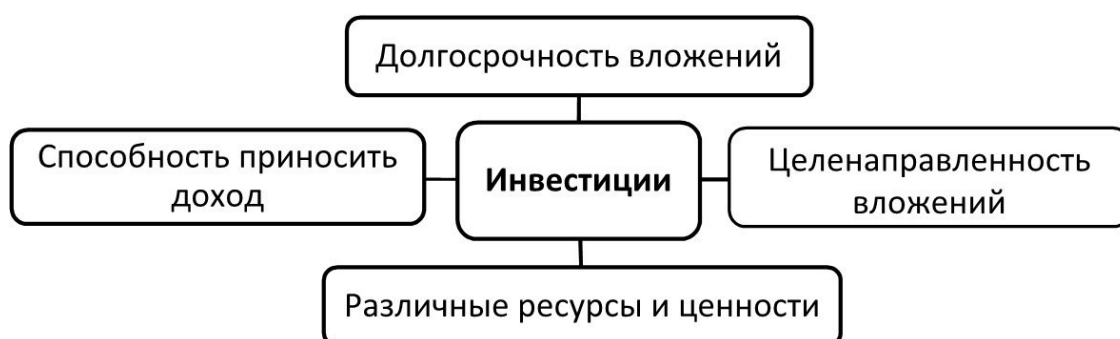 Долгосрочность вложений
Способность приносить
доход
Инвестиции
Целенаправленность
вложений
Различные ресурсы и ценности